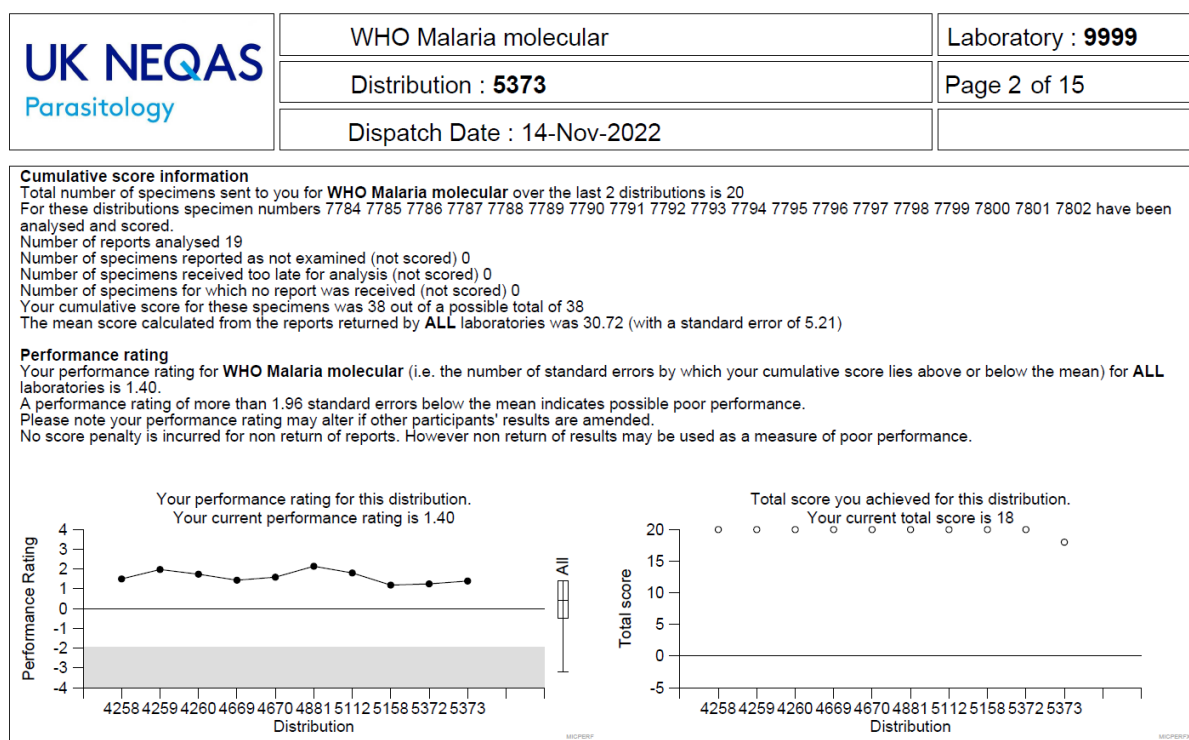 UK NEQAS
Parasitology
WHO Malaria molecular
Laboratory : 9999
Distribution : 5373
Page 2 of 15
Dispatch Date : 14-Nov-2022
Cumulative score information
Total number of specimens sent to you for WHO Malaria molecular over the last 2 distributions is 20
For these distributions specimen numbers 7784 7785 7786 7787 7788 7789 7790 7791 7792 7793 7794 7795 7796 7797 7798 7799 7800 7801 7802 have been
analysed and scored.
Number of reports analysed 19
Number of specimens reported as not examined (not scored) 0
Number of specimens received too late for analysis (not scored) 0
Number of specimens for which no report was received (not scored) 0
Your cumulative score for these specimens was 38 out of a possible total of 38
The mean score calculated from the reports returned by ALL laboratories was 30.72 (with a standard error of 5.21)
Performance rating
Your performance rating for WHO Malaria molecular (i.e. the number of standard errors by which your cumulative score lies above or below the mean) for ALL
laboratories is 1.40.
A performance rating of more than 1.96 standard errors below the mean indicates possible poor performance.
Please note your performance rating may alter if other participants' results are amended.
No score penalty is incurred for non return of reports. However non return of results may be used as a measure of poor performance.
Your performance rating for this distribution.
Your current performance rating is 1.40
Performance Rating
4
3
2
1
0
-1
-2
-3
-4
All
4258 4259 4260 4669 4670 4881 5112 5158 5372 5373
Distribution
MICPERF
Total score you achieved for this distribution.
Your current total score is 18
Total score
20
15
10
5
0
-5
4258 4259 4260 4669 4670 4881 5112 5158 5372 5373
Distribution
MICPERFX